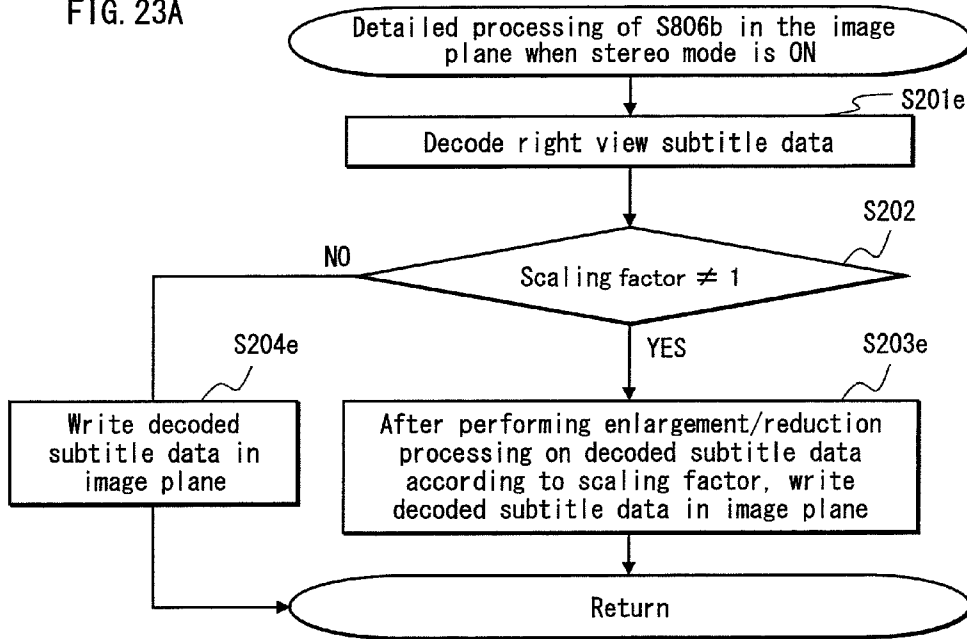 FIG. 23A
Detailed processing of S806b in the image
plane when stereo mode is ON
S201e
Decode right view subtitle data
S202
NO
Scaling factor ≠ 1
YES
S204e
S203e
Write decoded
subtitle data in
image plane
After performing enlargement/reduction
processing on decoded subtitle data
according to scaling factor, write
decoded subtitle data in image plane
Return